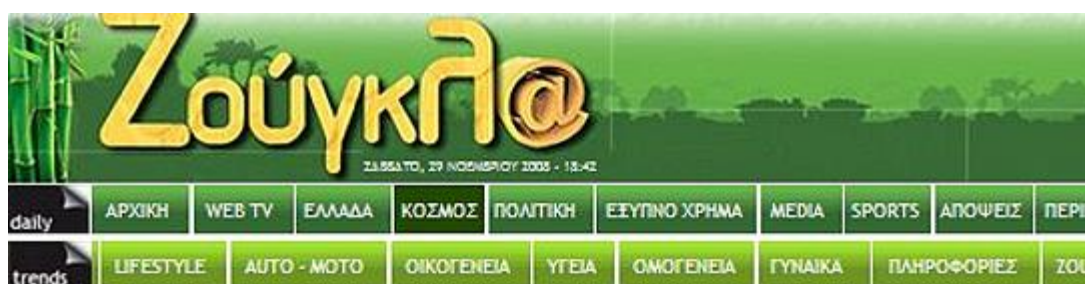 Ζούγκλ@
ΣΑΒΒΑΤΟ, 29 ΝΟΕΜΒΡΙΟΥ 2008 - 18:42
daily ΑΡΧΙΚΗ WEB TV ΕΛΛΑΔΑ ΚΟΣΜΟΣ ΠΟΛΙΤΙΚΗ ΕΞΥΠΝΟ ΧΡΗΜΑ MEDIA SPORTS ΑΠΟΨΕΙΣ
trends LIFESTYLE AUTO - MOTO ΟΙΚΟΓΕΝΕΙΑ ΥΓΕΙΑ ΟΜΟΓΕΝΕΙΑ ΓΥΝΑΙΚΑ ΠΛΗΡΟΦΟΡΙΕΣ